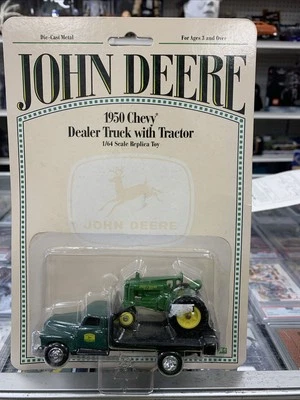 Die-Cast Metal
For Ages 3 and Over
JOHN DEERE
1950 Chevy
Dealer Truck with Tractor
1/64 Scale Replica Toy
JOHN DEERE